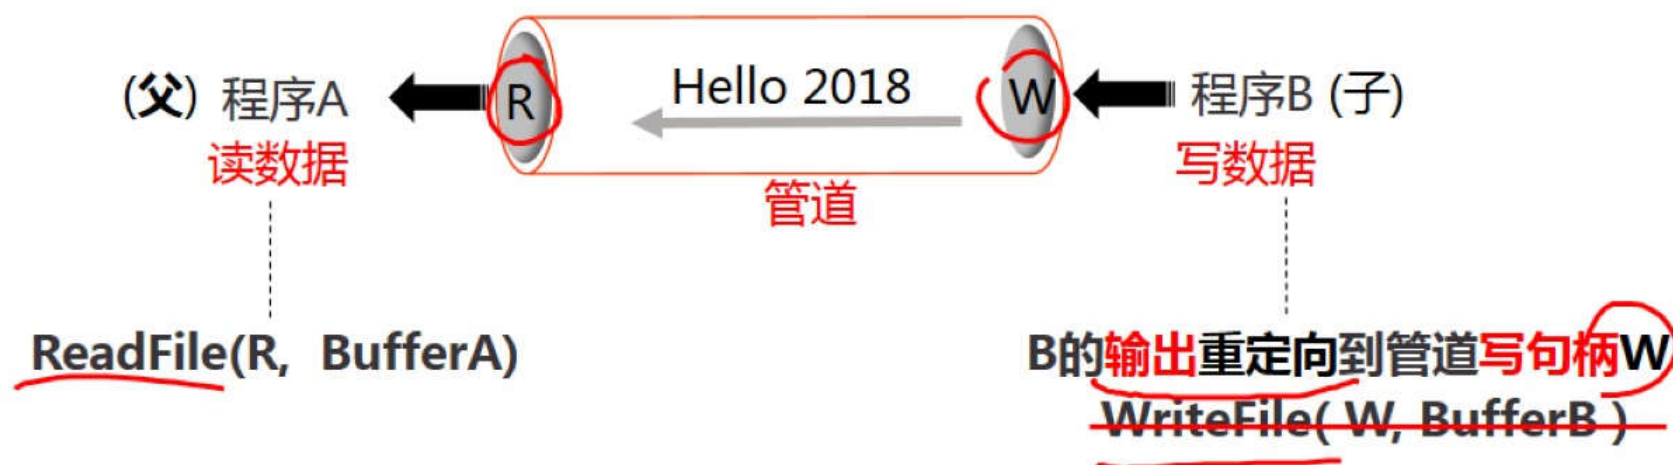 (父) 程序A
R
Hello 2018
W
程序B (子)
读数据
管道
写数据
ReadFile(R, BufferA)
B的输出重定向到管道写句柄W
WriteFile( W, BufferB )